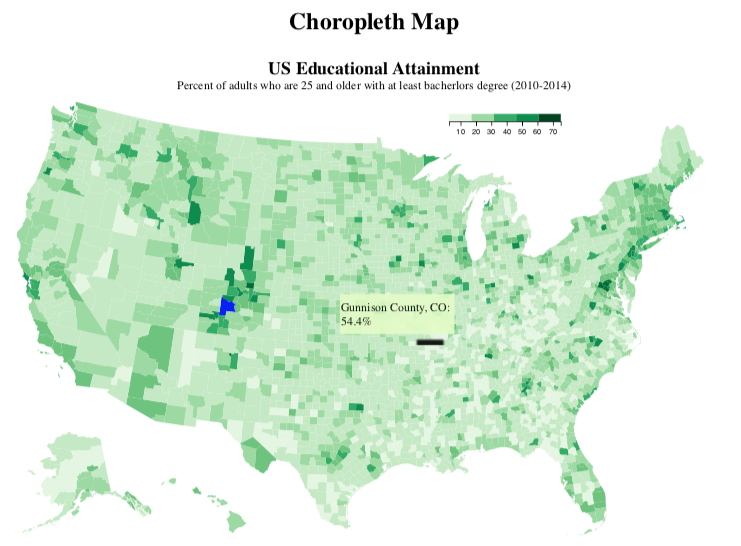 Choropleth Map
US Educational Attainment
Percent of adults who are 25 and older with at least bacherlors degree (2010-2014)
10 20 30 40 50 60 70
Gunnison County, CO:
54.4%